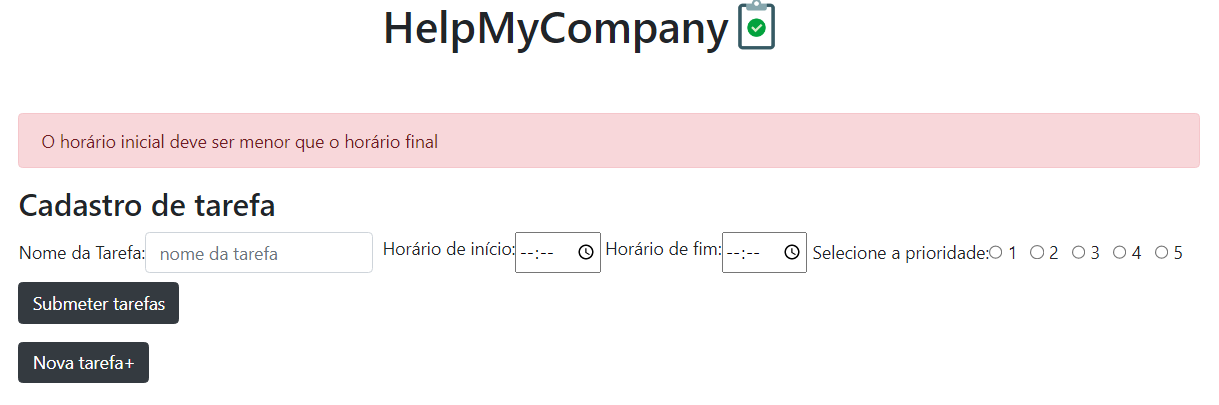 HelpMyCompany
O horário inicial deve ser menor que o horário final
Cadastro de tarefa
Nome da Tarefa: nome da tarefa Horário de início: --:-- Horário de fim: --:-- Selecione a prioridade: 1 2 3 4 5
Submeter tarefas
Nova tarefa+